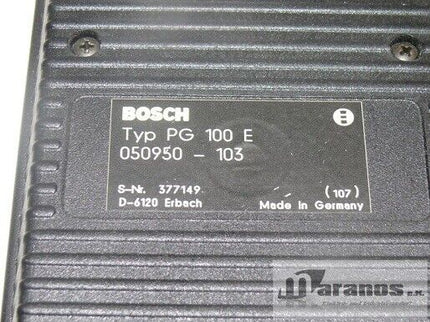 BOSCH
Typ PG 100 E
050950 - 103
S-Nr. 377149 (107)
D-6120 Erbach Made in Germany
maranos e.K.